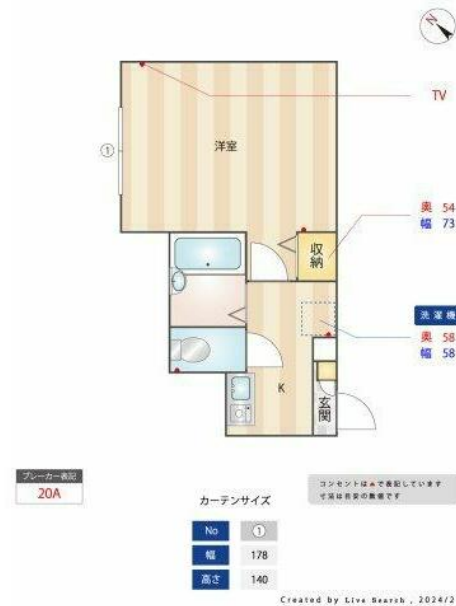 N
TV
①
洋室
奥 54
幅 73
収納
洗濯機
奥 58
幅 58
K
玄関
ブレーカー表記
20A
コンセントは▲で表記しています
寸法は目安の数値です
カーテンサイズ
No ①
幅 178
高さ 140
Created by Live Search , 2024/2